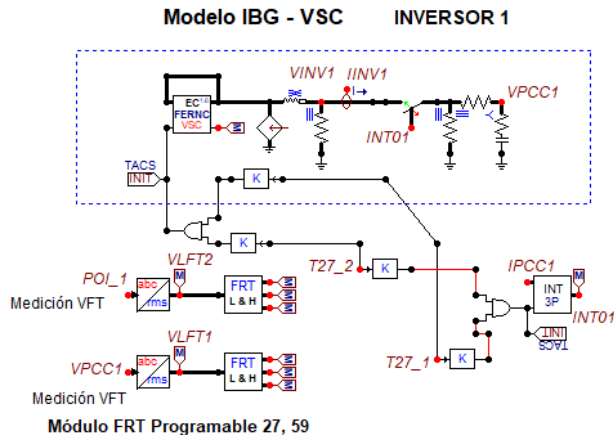 Modelo IBG - VSC INVERSOR 1
VINV1 IINV1 VPCC1
I
EC 1.0
FERNC
VSC
M
INT01
TACS
INIT
K
K
POI_1 VLFT2
M
abc
rms
FRT
L & H
M
M
M
Medición VFT
T27_2
K
IPCC1
M
INT
3P
INT01
INIT
TACS
T27_1
K
VPCC1 VLFT1
M
abc
rms
FRT
L & H
M
M
M
Medición VFT
Módulo FRT Programable 27, 59